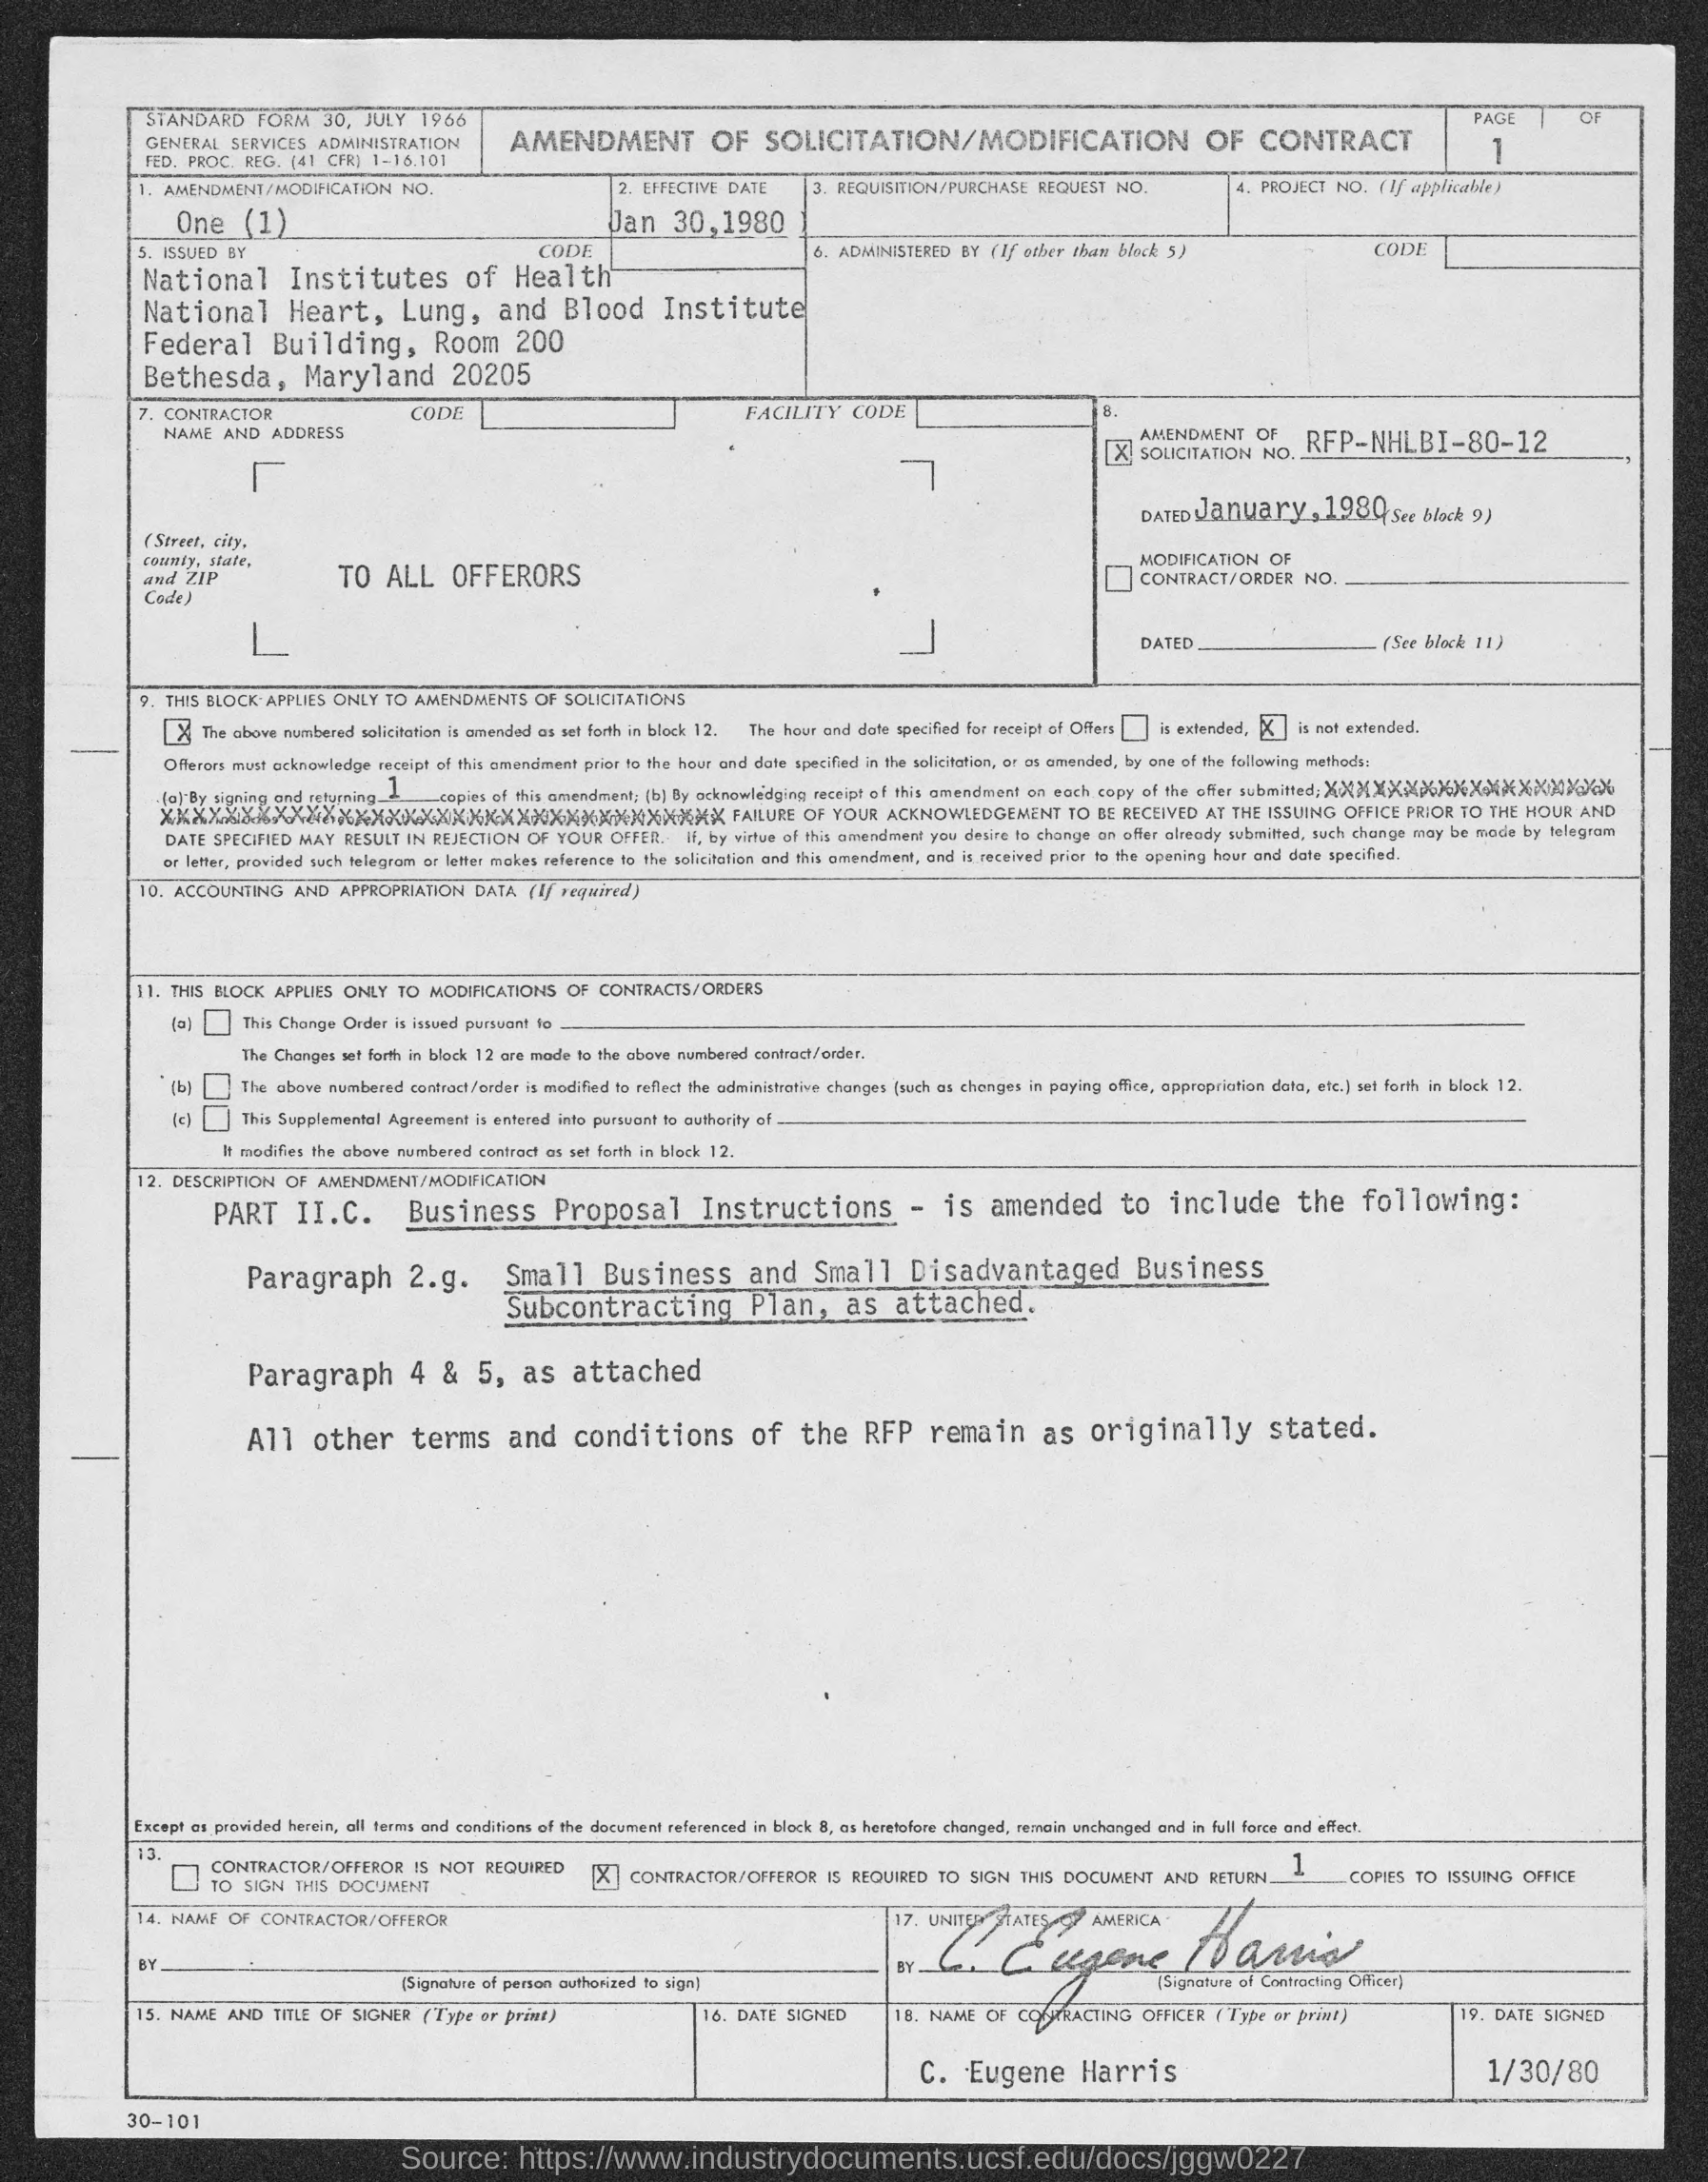 STANDARD FORM 30, JULY 1966
GENERAL SERVICES ADMINISTRATION
FED. PROC. REG. (41 CFR) 1-16.101
AMENDMENT OF SOLICITATION/MODIFICATION OF CONTRACT
PAGE OF
1
1. AMENDMENT/MODIFICATION NO.
One (1)
2. EFFECTIVE DATE
Jan 30,1980
3. REQUISITION/PURCHASE REQUEST NO.
4. PROJECT NO. (If applicable)
5. ISSUED BY CODE
National Institutes of Health
National Heart, Lung, and Blood Institute
Federal Building, Room 200
Bethesda, Maryland 20205
6. ADMINISTERED BY (If other than block 5) CODE
7. CONTRACTOR CODE FACILITY CODE
NAME AND ADDRESS
(Street, city,
county, state,
and ZIP
Code)
TO ALL OFFERORS
8.
X AMENDMENT OF
SOLICITATION NO. RFP-NHLBI-80-12,
DATED January,1980 (See block 9)
MODIFICATION OF
CONTRACT/ORDER NO.
DATED (See block 11)
9. THIS BLOCK APPLIES ONLY TO AMENDMENTS OF SOLICITATIONS
X The above numbered solicitation is amended as set forth in block 12. The hour and date specified for receipt of Offers is extended, X is not extended.
Offerors must acknowledge receipt of this amendment prior to the hour and date specified in the solicitation, or as amended, by one of the following methods:
(a) By signing and returning 1 copies of this amendment; (b) By acknowledging receipt of this amendment on each copy of the offer submitted;
FAILURE OF YOUR ACKNOWLEDGEMENT TO BE RECEIVED AT THE ISSUING OFFICE PRIOR TO THE HOUR AND
DATE SPECIFIED MAY RESULT IN REJECTION OF YOUR OFFER. If, by virtue of this amendment you desire to change an offer already submitted, such change may be made by telegram
or letter, provided such telegram or letter makes reference to the solicitation and this amendment, and is received prior to the opening hour and date specified.
10. ACCOUNTING AND APPROPRIATION DATA (If required)
11. THIS BLOCK APPLIES ONLY TO MODIFICATIONS OF CONTRACTS/ORDERS
(a) This Change Order is issued pursuant to
The Changes set forth in block 12 are made to the above numbered contract/order.
(b) The above numbered contract/order is modified to reflect the administrative changes (such as changes in paying office, appropriation data, etc.) set forth in block 12.
(c) This Supplemental Agreement is entered into pursuant to authority of
It modifies the above numbered contract as set forth in block 12.
12. DESCRIPTION OF AMENDMENT/MODIFICATION
PART II.C. Business Proposal Instructions - is amended to include the following:
Paragraph 2.g. Small Business and Small Disadvantaged Business
Subcontracting Plan, as attached.
Paragraph 4 & 5, as attached
All other terms and conditions of the RFP remain as originally stated.
Except as provided herein, all terms and conditions of the document referenced in block 8, as heretofore changed, remain unchanged and in full force and effect.
13.
CONTRACTOR/OFFEROR IS NOT REQUIRED
TO SIGN THIS DOCUMENT
X CONTRACTOR/OFFEROR IS REQUIRED TO SIGN THIS DOCUMENT AND RETURN 1 COPIES TO ISSUING OFFICE
14. NAME OF CONTRACTOR/OFFEROR
BY
(Signature of person authorized to sign)
17. UNITED STATES OF AMERICA
BY C. Eugene Harris
(Signature of Contracting Officer)
15. NAME AND TITLE OF SIGNER (Type or print)
16. DATE SIGNED
18. NAME OF CONTRACTING OFFICER (Type or print)
C. Eugene Harris
19. DATE SIGNED
1/30/80
30-101
Source: https://www.industrydocuments.ucsf.edu/docs/jggw0227